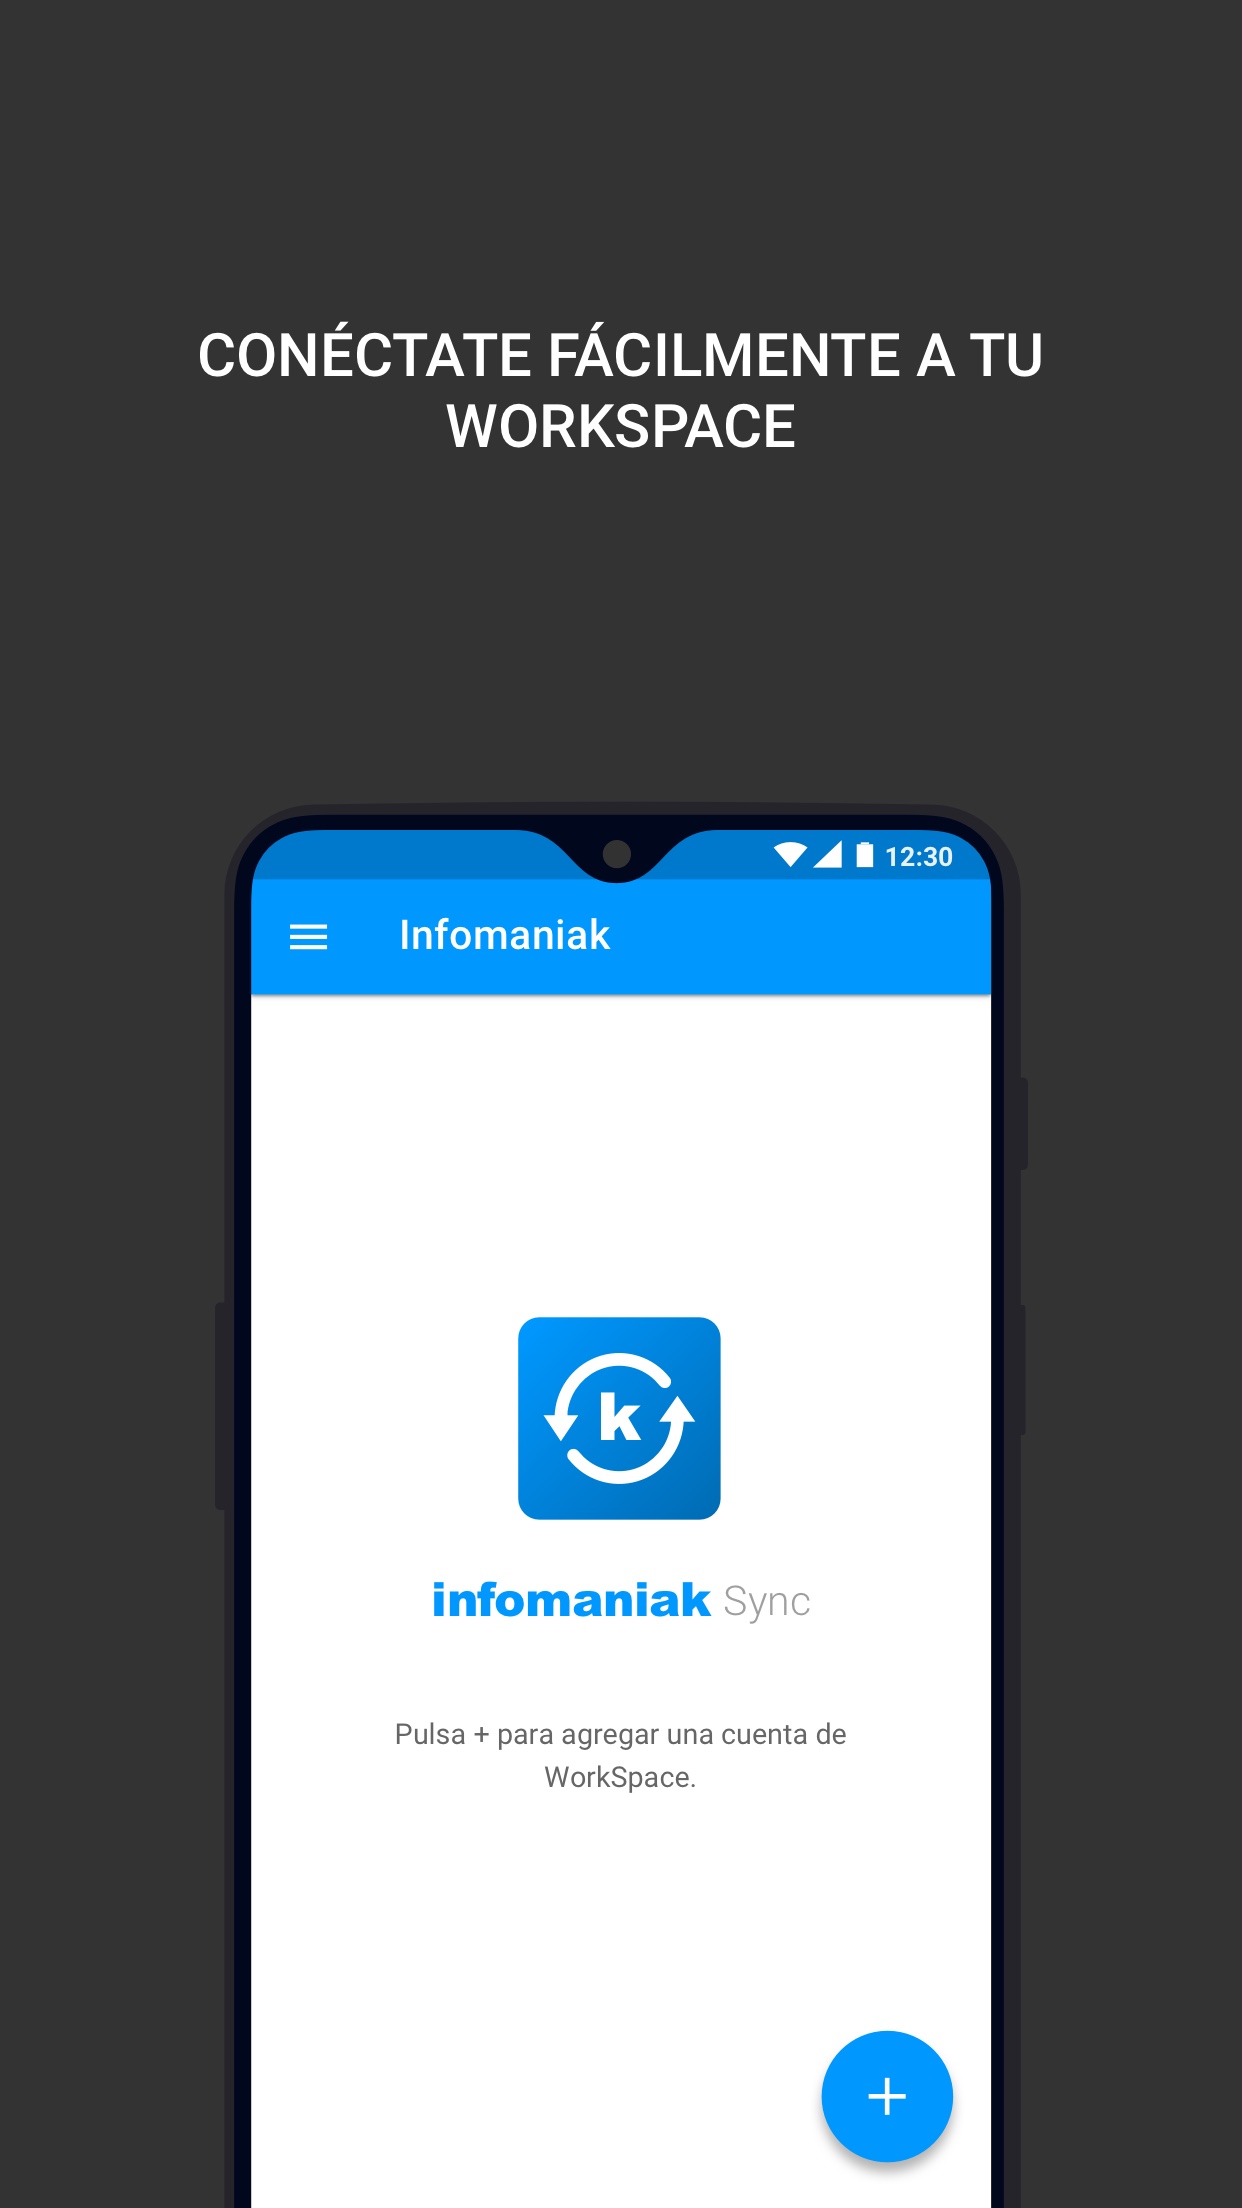 CONÉCTATE FÁCILMENTE A TU
WORKSPACE
12:30
Infomaniak
k
infomaniak Sync
Pulsa + para agregar una cuenta de
WorkSpace.
+